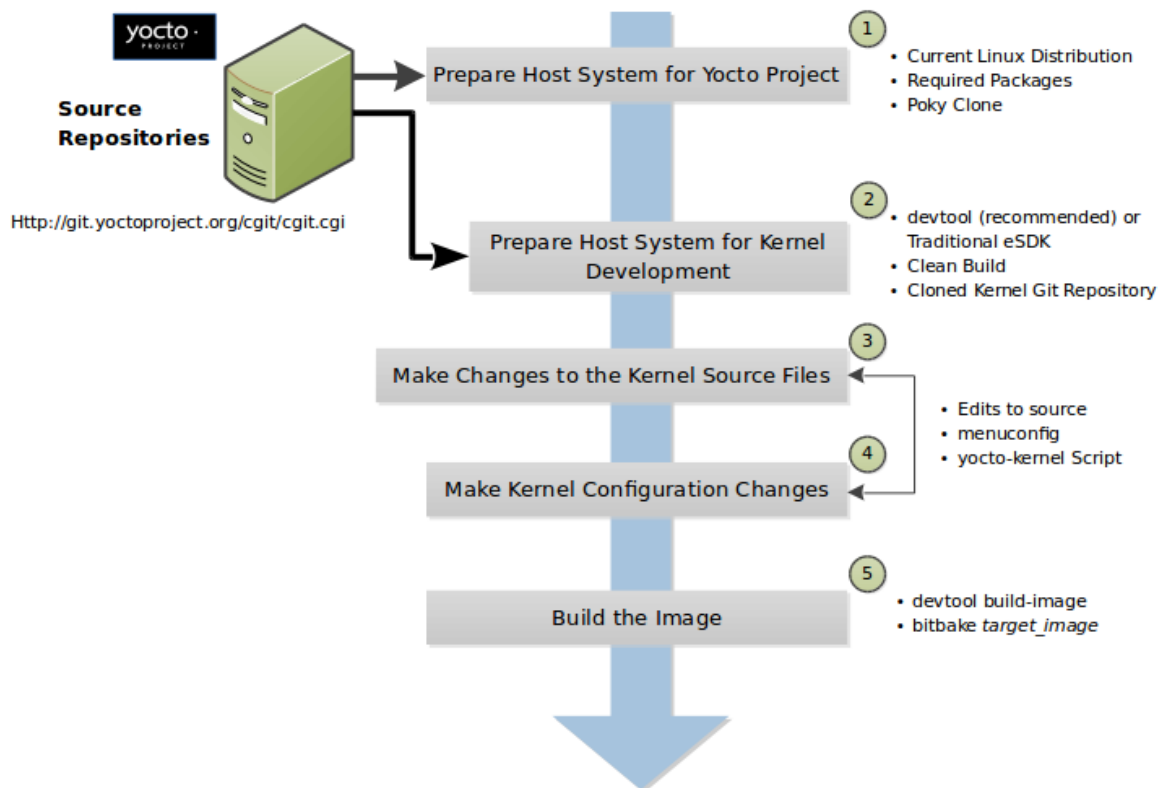 yocto ·
PROJECT
Source
Repositories
Http://git.yoctoproject.org/cgit/cgit.cgi
Prepare Host System for Yocto Project
1
• Current Linux Distribution
• Required Packages
• Poky Clone
Prepare Host System for Kernel
Development
2
• devtool (recommended) or
Traditional eSDK
• Clean Build
• Cloned Kernel Git Repository
Make Changes to the Kernel Source Files
3
• Edits to source
• menuconfig
• yocto-kernel Script
Make Kernel Configuration Changes
4
Build the Image
5
• devtool build-image
• bitbake target_image